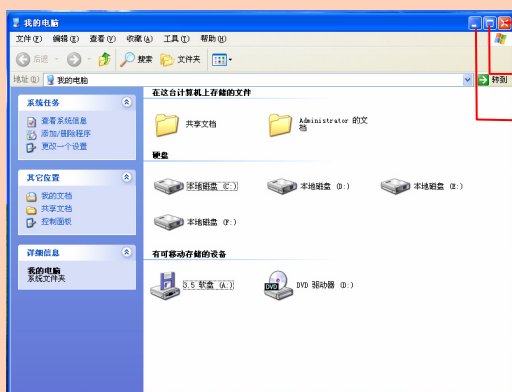 我的电脑
文件(F) 编辑(E) 查看(V) 收藏(A) 工具(T) 帮助(H)
后退 搜索 文件夹
地址(D) 我的电脑 转到
系统任务
查看系统信息
添加/删除程序
更改一个设置
其它位置
我的文档
共享文档
控制面板
详细信息
我的电脑
系统文件夹
在这台计算机上存储的文件
共享文档
Administrator 的文
档
硬盘
本地磁盘 (C:) 本地磁盘 (D:) 本地磁盘 (E:)
本地磁盘 (F:)
有可移动存储的设备
3.5 软盘 (A:) DVD 驱动器 (D:)
DVD